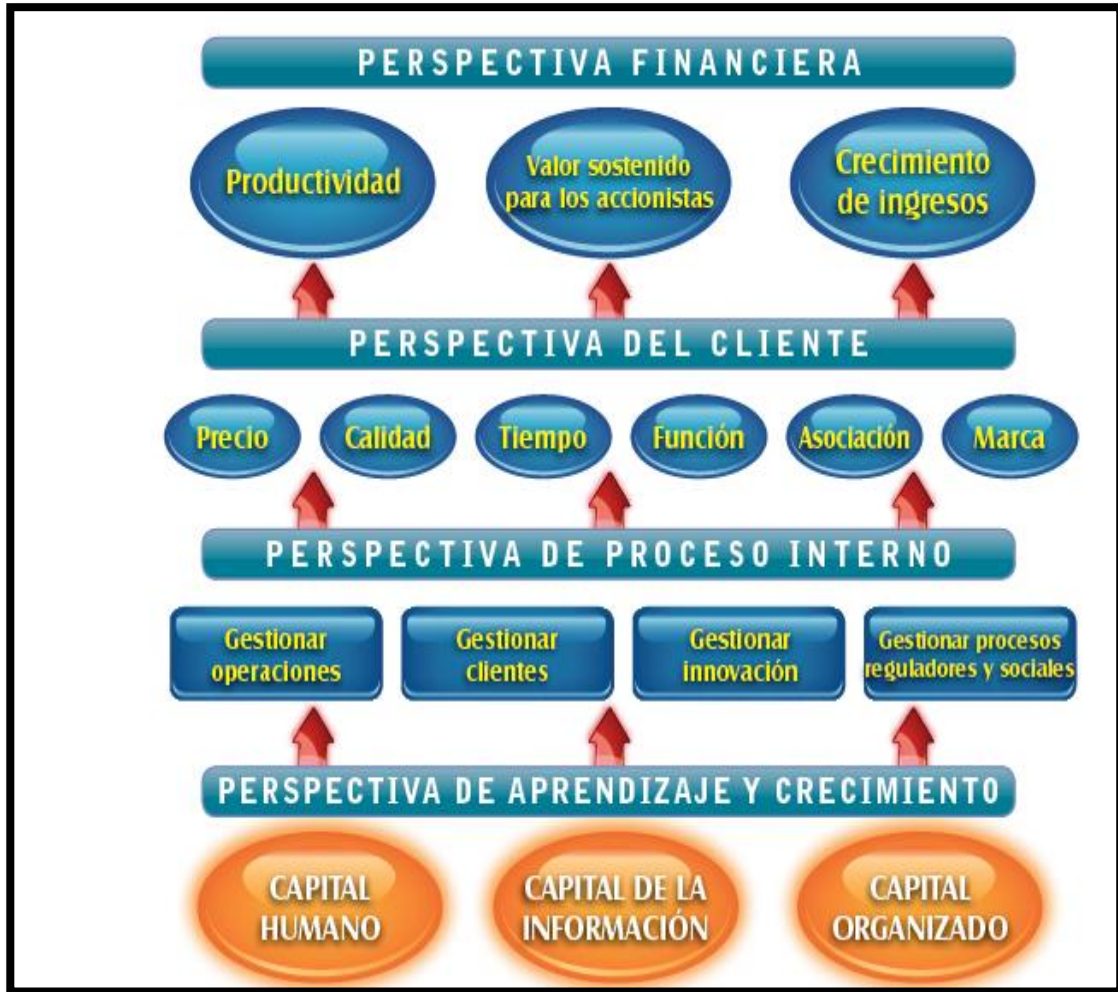 PERSPECTIVA FINANCIERA
Productividad
Valor sostenido
para los accionistas
Crecimiento
de ingresos
PERSPECTIVA DEL CLIENTE
Precio
Calidad
Tiempo
Función
Asociación
Marca
PERSPECTIVA DE PROCESO INTERNO
Gestionar
operaciones
Gestionar
clientes
Gestionar
innovación
Gestionar procesos
reguladores y sociales
PERSPECTIVA DE APRENDIZAJE Y CRECIMIENTO
CAPITAL
HUMANO
CAPITAL DE LA
INFORMACIÓN
CAPITAL
ORGANIZADO